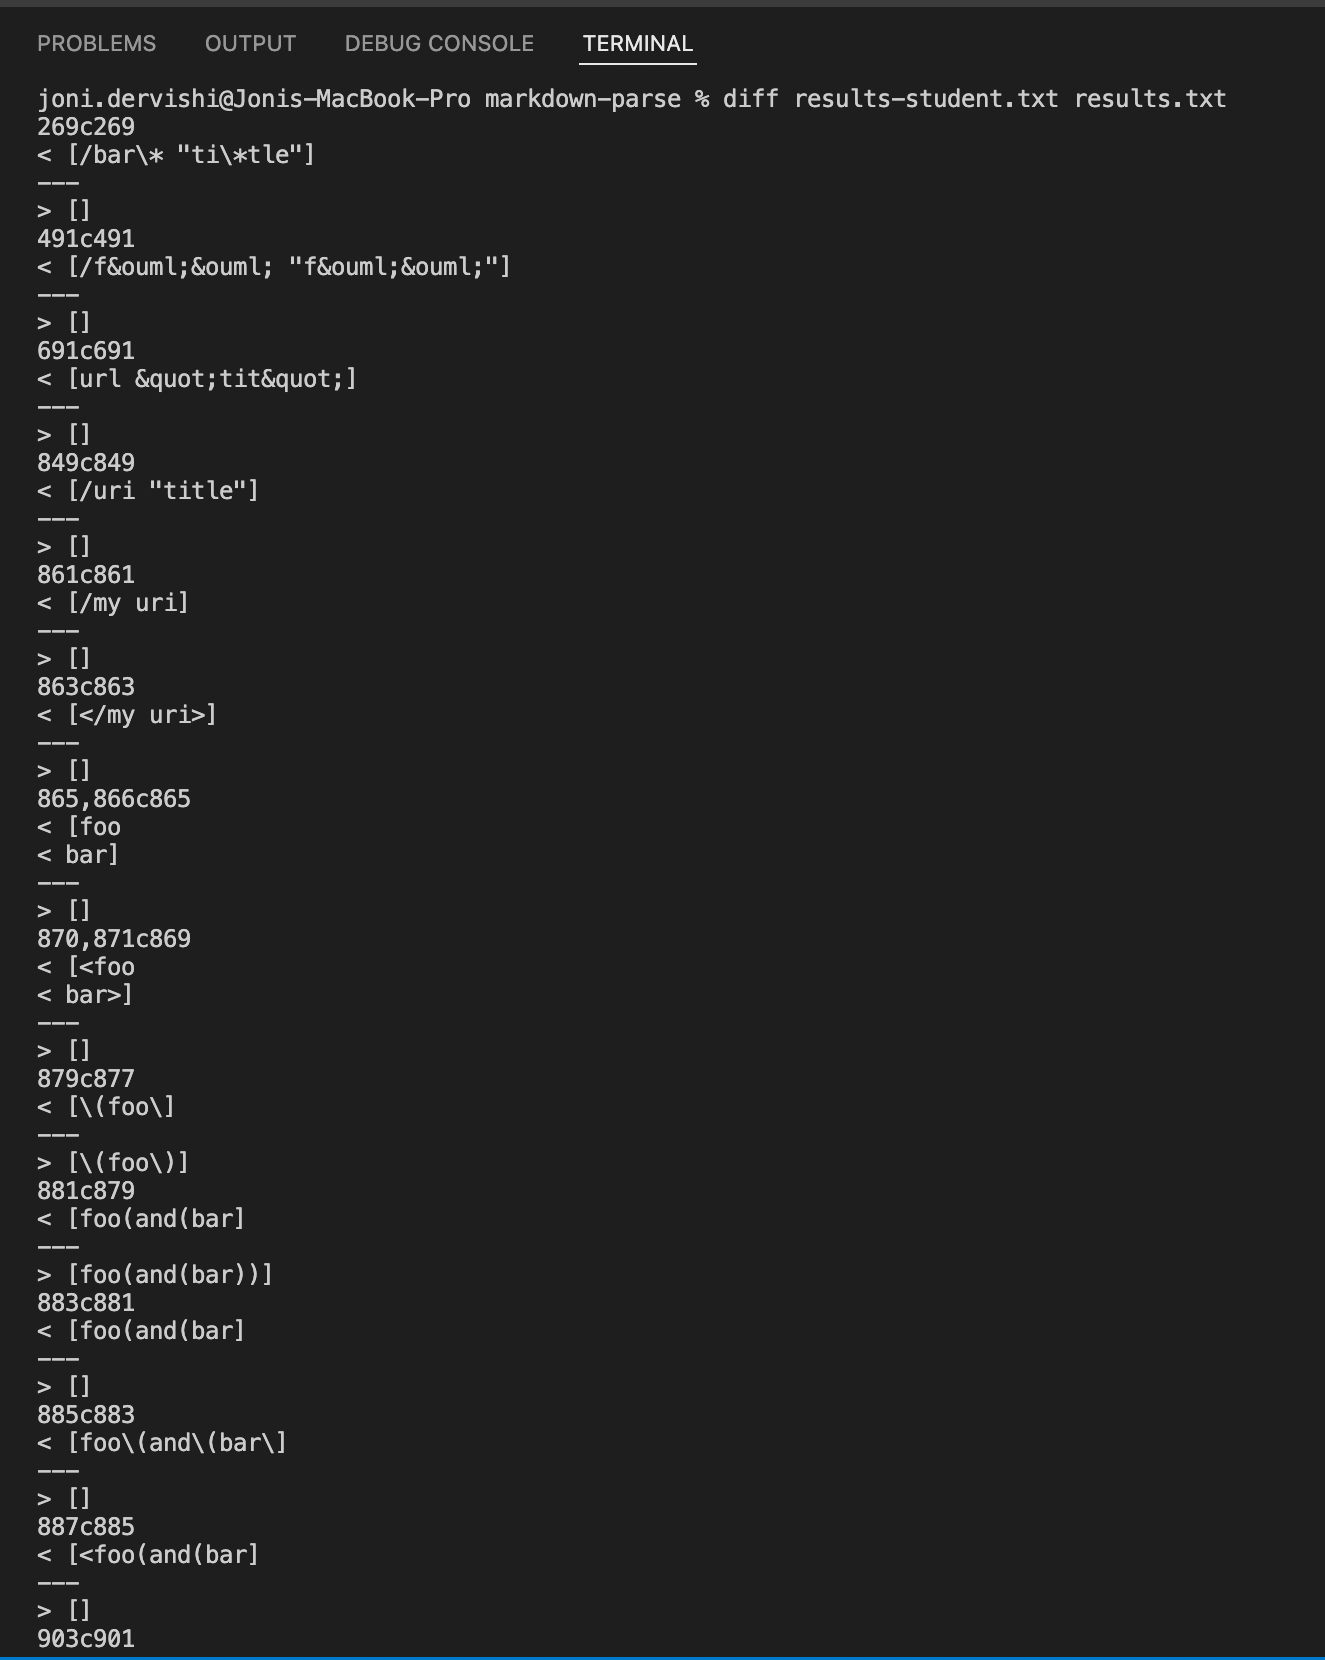 PROBLEMS OUTPUT DEBUG CONSOLE TERMINAL
joni.dervishi@Jonis-MacBook-Pro markdown-parse % diff results-student.txt results.txt
269c269
< [/bar\* "ti\*tle"]
---
> []
491c491
< [/f&ouml;&ouml; "f&ouml;&ouml;"]
---
> []
691c691
< [url &quot;tit&quot;]
---
> []
849c849
< [/uri "title"]
---
> []
861c861
< [/my uri]
---
> []
863c863
< [</my uri>]
---
> []
865,866c865
< [foo
< bar]
---
> []
870,871c869
< [<foo
< bar>]
---
> []
879c877
< [\(foo\]
---
> [\(foo\)]
881c879
< [foo(and(bar]
---
> [foo(and(bar))]
883c881
< [foo(and(bar]
---
> []
885c883
< [foo\(and\(bar\]
---
> []
887c885
< [<foo(and(bar]
---
> []
903c901